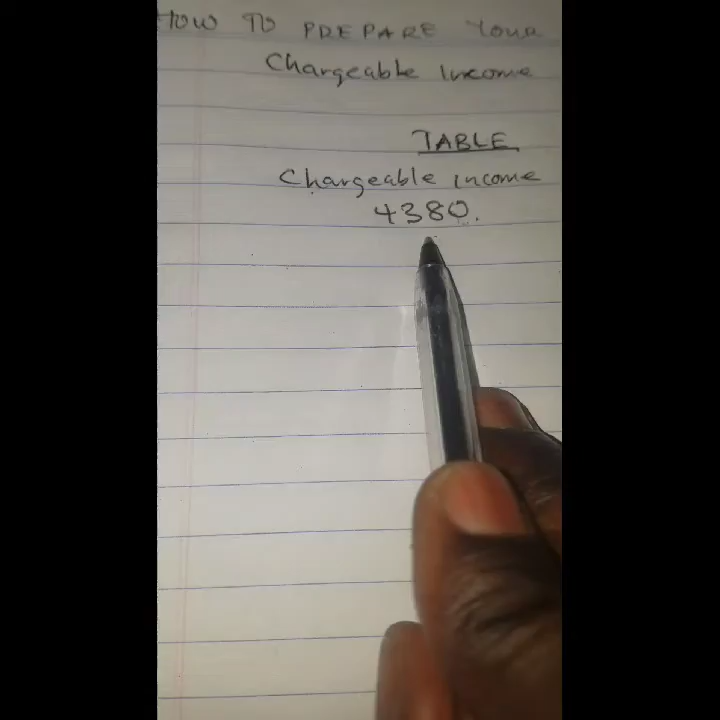 HOW TO PREPARE Your
Chargeable Income
TABLE
Chargeable income
4380.